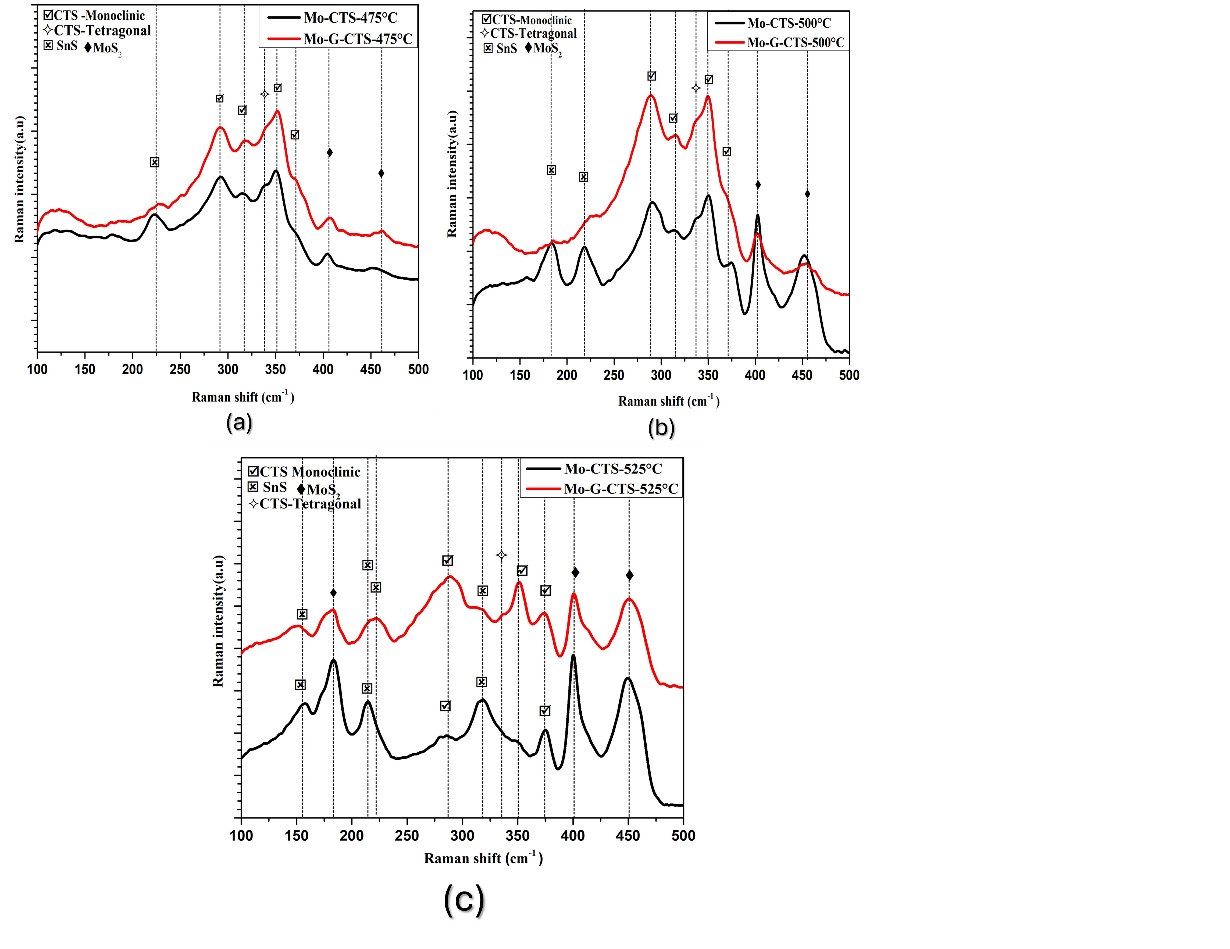 CTS -Monoclinic
CTS-Tetragonal
SnS MoS2
Mo-CTS-475°C
Mo-G-CTS-475°C
Raman intensity(a.u)
100 150 200 250 300 350 400 450 500
Raman shift (cm-1)
(a)
CTS -Monoclinic
CTS-Tetragonal
SnS MoS2
Mo-CTS-500°C
Mo-G-CTS-500°C
Raman intensity(a.u)
100 150 200 250 300 350 400 450 500
Raman shift (cm-1)
(b)
CTS Monoclinic
SnS MoS2
CTS-Tetragonal
Mo-CTS-525°C
Mo-G-CTS-525°C
Raman intensity(a.u)
100 150 200 250 300 350 400 450 500
Raman shift (cm-1)
(c)